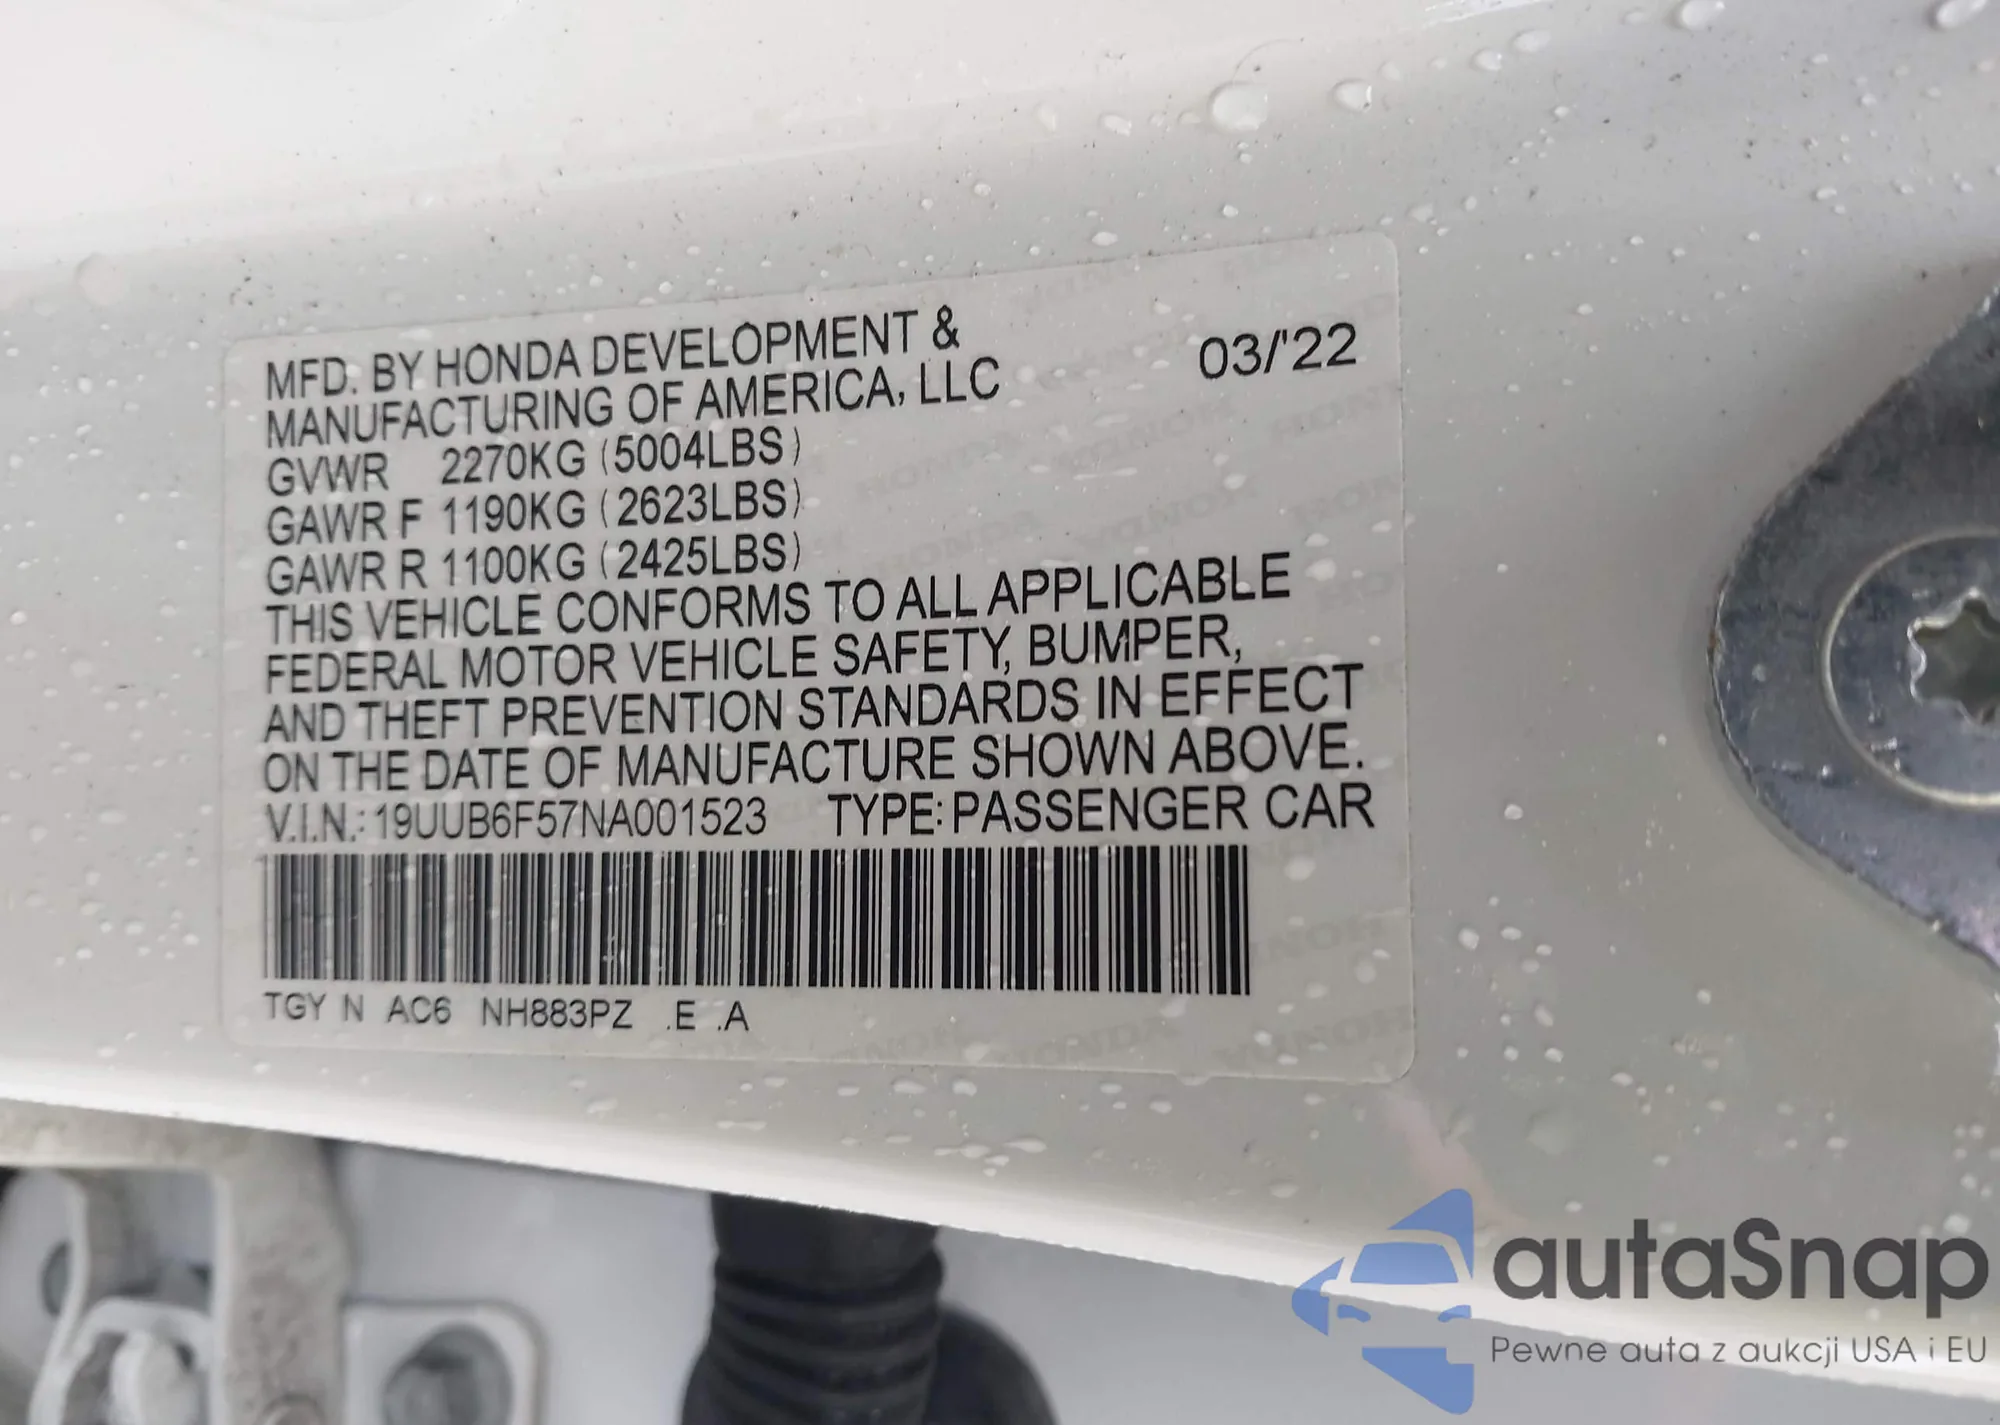 MFD. BY HONDA DEVELOPMENT &
MANUFACTURING OF AMERICA, LLC
03/'22
GVWR 2270KG (5004LBS)
GAWR F 1190KG (2623LBS)
GAWR R 1100KG (2425LBS)
THIS VEHICLE CONFORMS TO ALL APPLICABLE
FEDERAL MOTOR VEHICLE SAFETY, BUMPER,
AND THEFT PREVENTION STANDARDS IN EFFECT
ON THE DATE OF MANUFACTURE SHOWN ABOVE.
V.I.N.: 19UUB6F57NA001523 TYPE: PASSENGER CAR
TGY N AC6 NH883PZ .E .A
autaSnap
Pewne auta z aukcji USA i EU